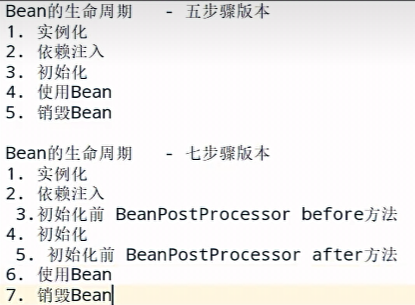 Bean的生命周期   - 五步骤版本
1. 实例化
2. 依赖注入
3. 初始化
4. 使用Bean
5. 销毁Bean
Bean的生命周期   - 七步骤版本
1. 实例化
2. 依赖注入
3.初始化前 BeanPostProcessor before方法
4. 初始化
5. 初始化前 BeanPostProcessor after方法
6. 使用Bean
7. 销毁Bean